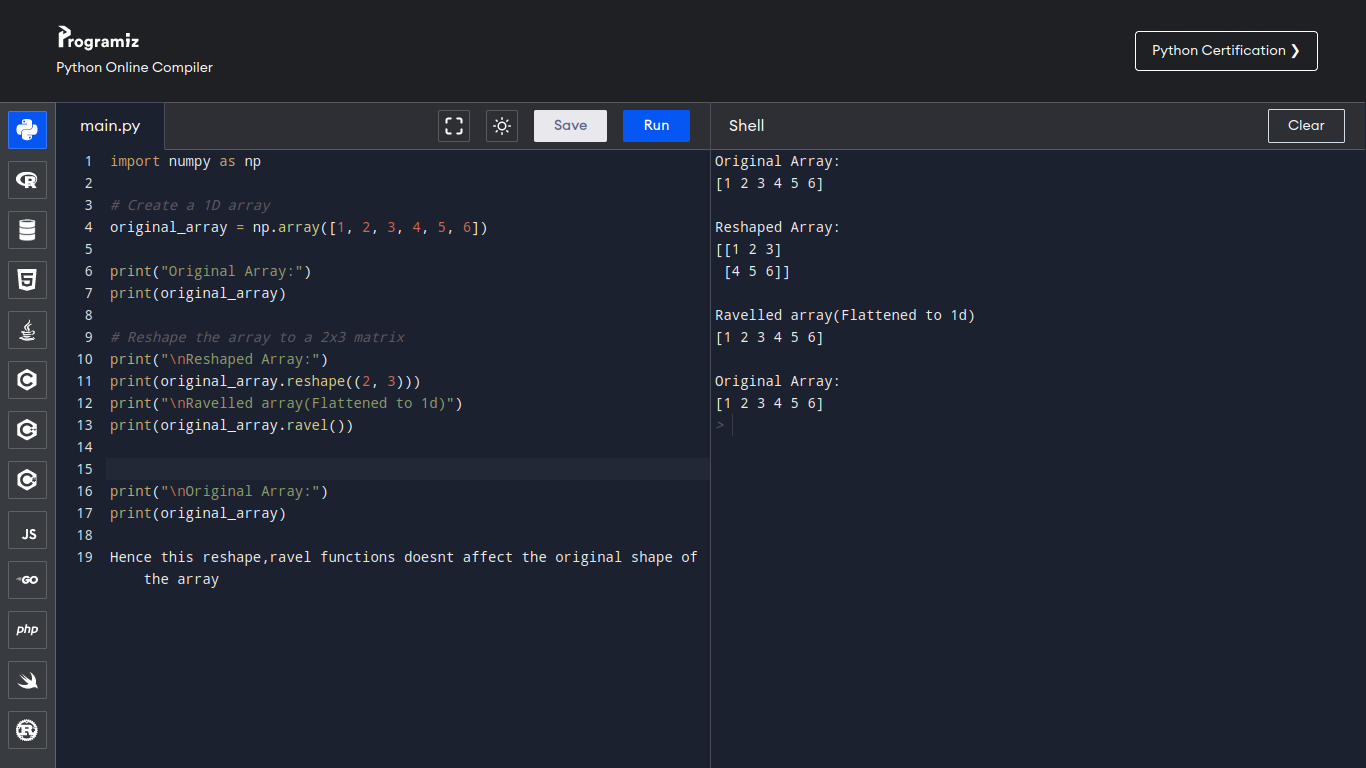 Programiz
Python Online Compiler
Python Certification ❯
main.py
Save
Run
Shell
Clear
1 import numpy as np
2
3 # Create a 1D array
4 original_array = np.array([1, 2, 3, 4, 5, 6])
5
6 print("Original Array:")
7 print(original_array)
8
9 # Reshape the array to a 2x3 matrix
10 print("\nReshaped Array:")
11 print(original_array.reshape((2, 3)))
12 print("\nRavelled array(Flattened to 1d)")
13 print(original_array.ravel())
14
15
16 print("\nOriginal Array:")
17 print(original_array)
18
19 Hence this reshape,ravel functions doesnt affect the original shape of
the array
Original Array:
[1 2 3 4 5 6]
Reshaped Array:
[[1 2 3]
 [4 5 6]]
Ravelled array(Flattened to 1d)
[1 2 3 4 5 6]
Original Array:
[1 2 3 4 5 6]
>
R
5
C
C
C
JS
GO
php
R